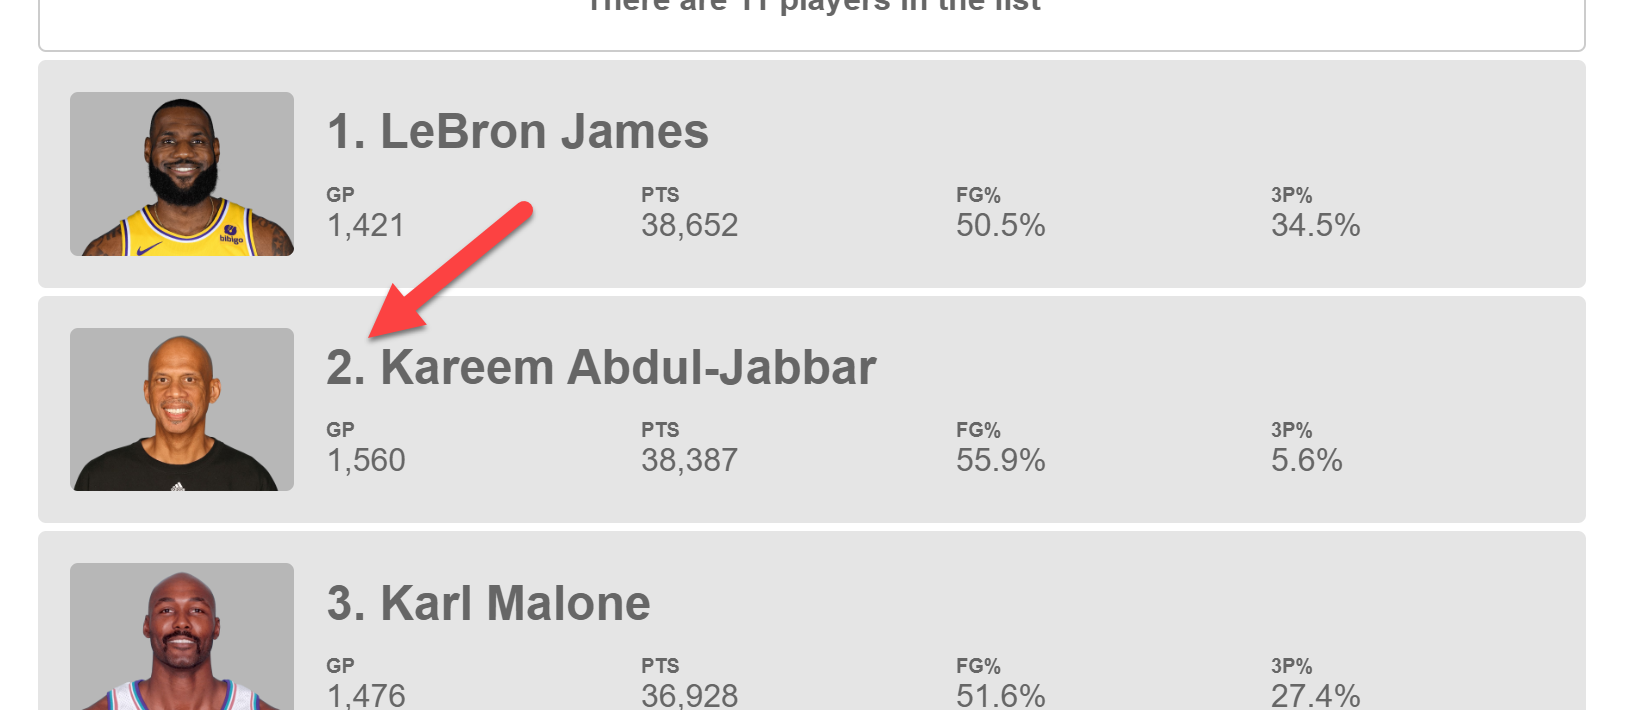 There are 11 players in the list
1. LeBron James
GP PTS FG% 3P%
1,421 38,652 50.5% 34.5%
bibigo
2. Kareem Abdul-Jabbar
GP PTS FG% 3P%
1,560 38,387 55.9% 5.6%
3. Karl Malone
GP PTS FG% 3P%
1,476 36,928 51.6% 27.4%